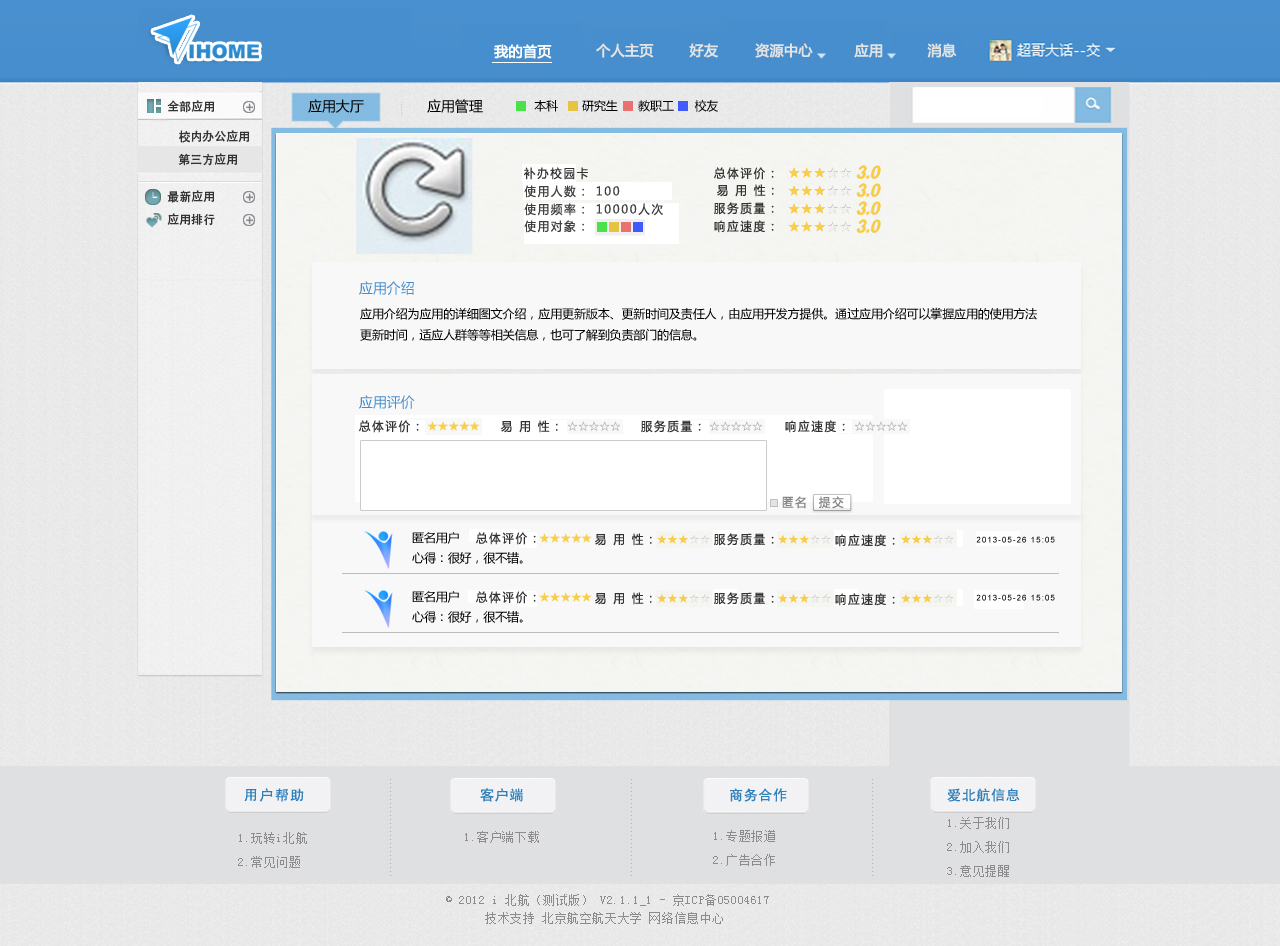 IHOME
我的首页 个人主页 好友 资源中心 应用 消息 超哥大话--交
全部应用
校内办公应用
第三方应用
最新应用
应用排行
应用大厅 应用管理 本科 研究生 教职工 校友
补办校园卡
使用人数： 100
使用频率： 10000人次
使用对象：
总体评价： ★★★☆☆ 3.0
易 用 性： ★★★☆☆ 3.0
服务质量： ★★★☆☆ 3.0
响应速度： ★★★☆☆ 3.0
应用介绍
应用介绍为应用的详细图文介绍，应用更新版本、更新时间及责任人，由应用开发方提供。通过应用介绍可以掌握应用的使用方法
更新时间，适应人群等等相关信息，也可了解到负责部门的信息。
应用评价
总体评价： ★★★★★ 易 用 性： ☆☆☆☆☆ 服务质量： ☆☆☆☆☆ 响应速度： ☆☆☆☆☆
匿名 提交
匿名用户 总体评价：★★★★★ 易 用 性：★★★☆☆ 服务质量：★★★☆☆ 响应速度：★★★☆☆ 2013-05-26 15:05
心得：很好，很不错。
匿名用户 总体评价：★★★★★ 易 用 性：★★★☆☆ 服务质量：★★★☆☆ 响应速度：★★★☆☆ 2013-05-26 15:05
心得：很好，很不错。
用户帮助
1.玩转i北航
2.常见问题
客户端
1.客户端下载
商务合作
1.专题报道
2.广告合作
爱北航信息
1.关于我们
2.加入我们
3.意见提醒
© 2012 i 北航（测试版） V2.1.1_1 - 京ICP备05004617
技术支持 北京航空航天大学 网络信息中心